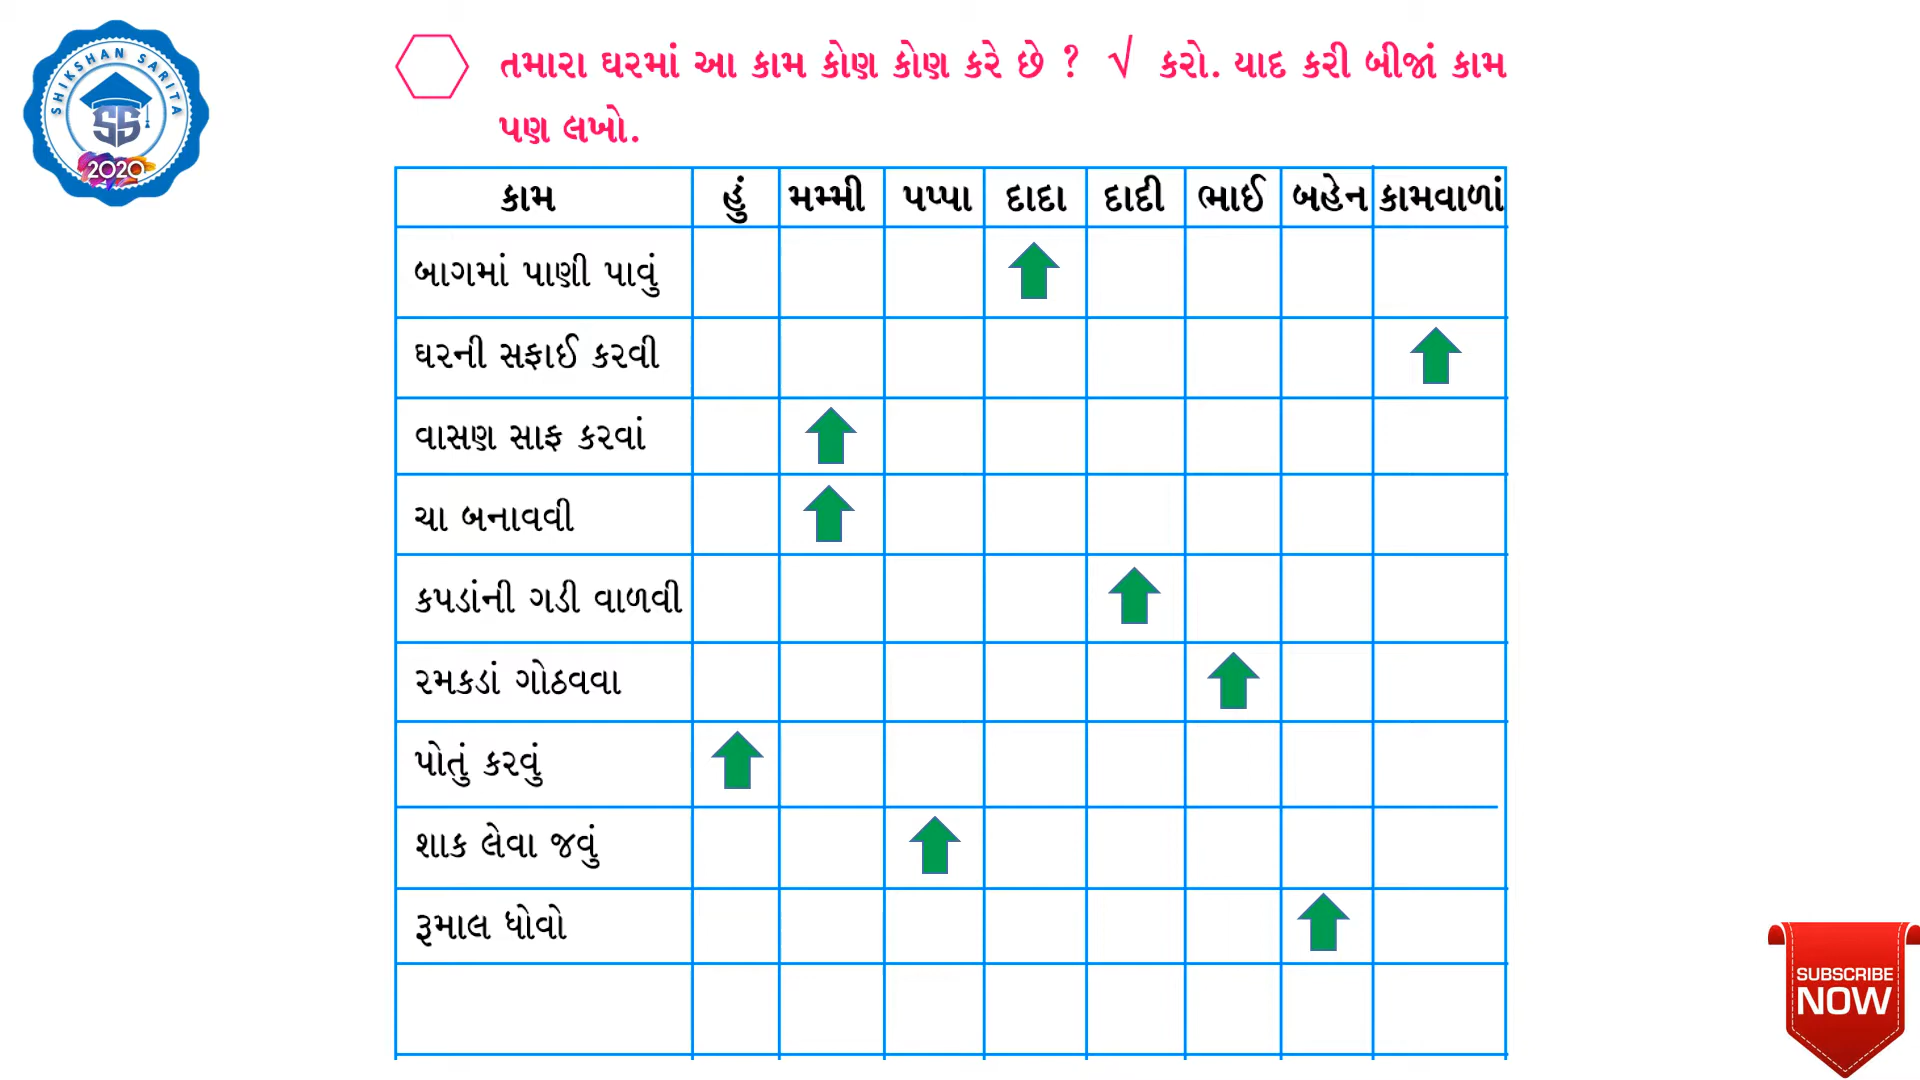 SHIKSHAN SARITA
SS
2020
તમારા ઘરમાં આ કામ કોણ કોણ કરે છે ? √ કરો. યાદ કરી બીજાં કામ
પણ લખો.
કામ હું મમ્મી પપ્પા દાદા દાદી ભાઈ બહેન કામવાળાં
બાગમાં પાણી પાવું
ઘરની સફાઈ કરવી
વાસણ સાફ કરવાં
ચા બનાવવી
કપડાંની ગડી વાળવી
રમકડાં ગોઠવવા
પોતું કરવું
શાક લેવા જવું
રૂમાલ ધોવો
SUBSCRIBE
NOW